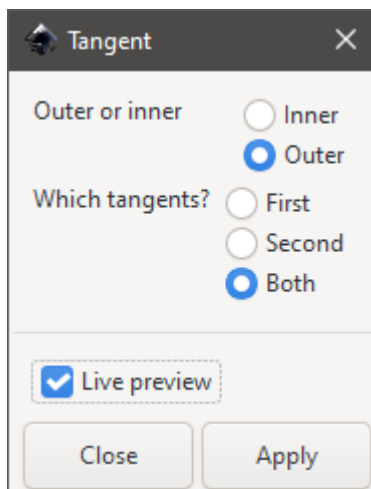 Tangent
Outer or inner
Inner
Outer
Which tangents?
First
Second
Both
Live preview
Close
Apply